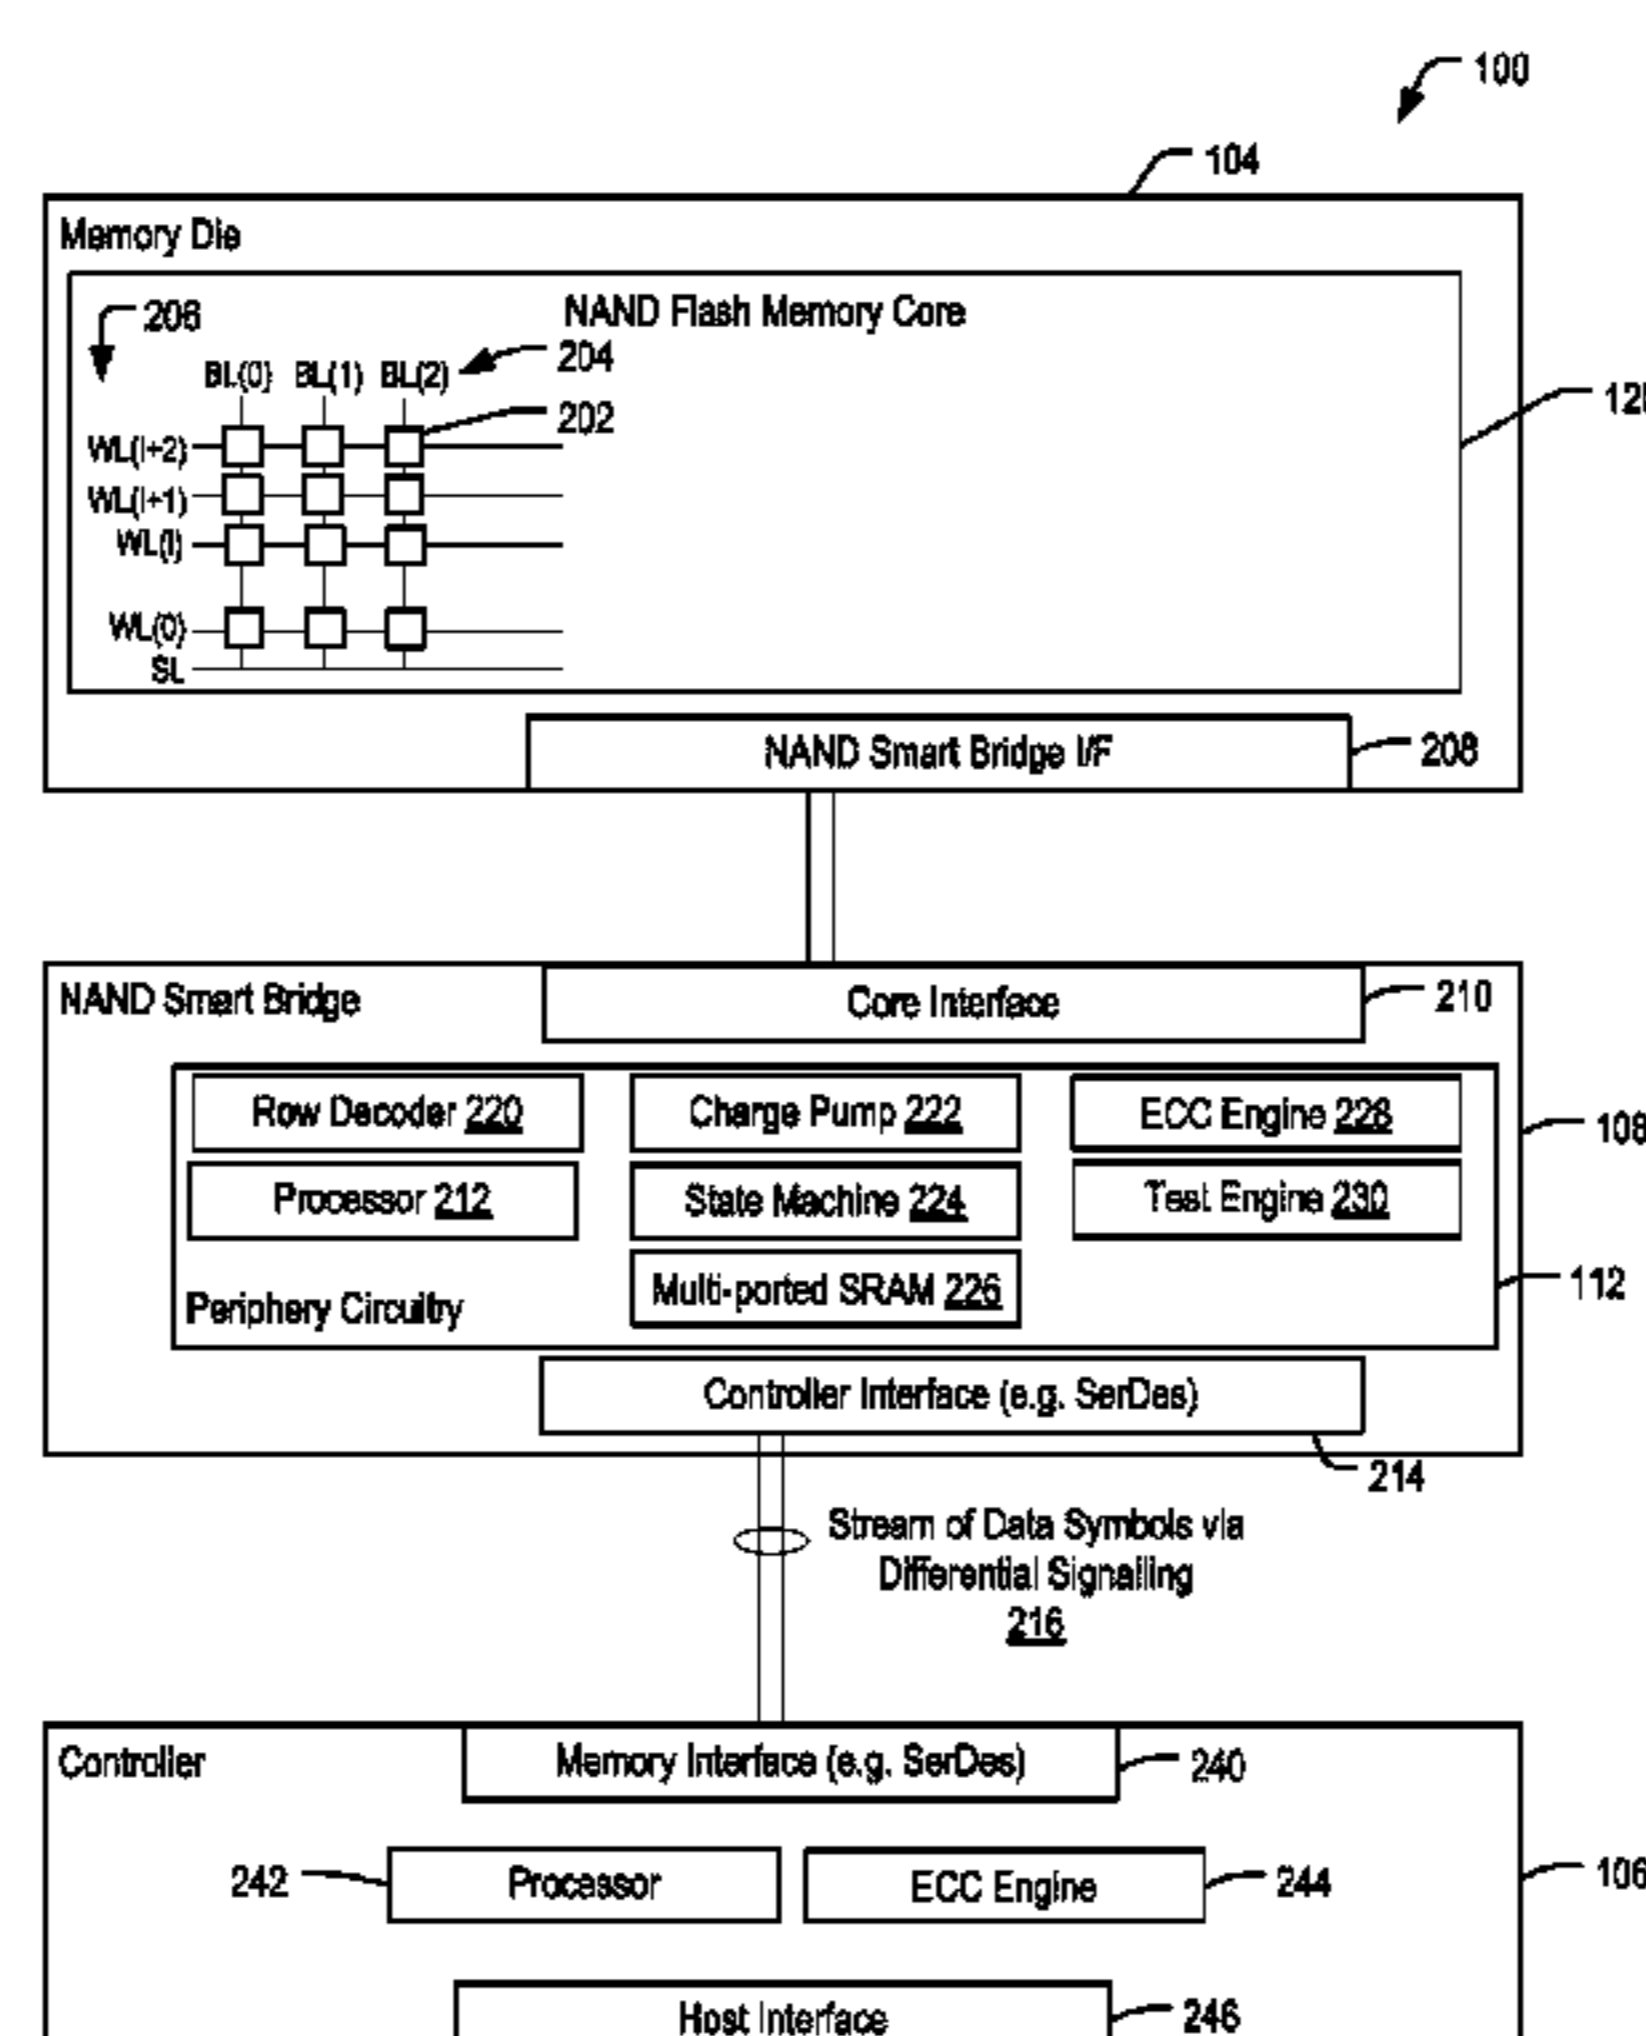 100
104
Memory Die
206
NAND Flash Memory Core
204
BL(0) BL(1) BL(2)
202
WL(i+2)
WL(i+1)
WL(i)
WL(0)
SL
NAND Smart Bridge I/F
208
NAND Smart Bridge
Core Interface
210
Row Decoder 220
Charge Pump 222
ECC Engine 228
108
Processor 212
State Machine 224
Test Engine 230
Multi-ported SRAM 226
112
Periphery Circuitry
Controller Interface (e.g. SerDes)
214
Stream of Data Symbols via
Differential Signalling
216
Controller
Memory Interface (e.g. SerDes)
240
242
Processor
ECC Engine
244
106
Host Interface
246